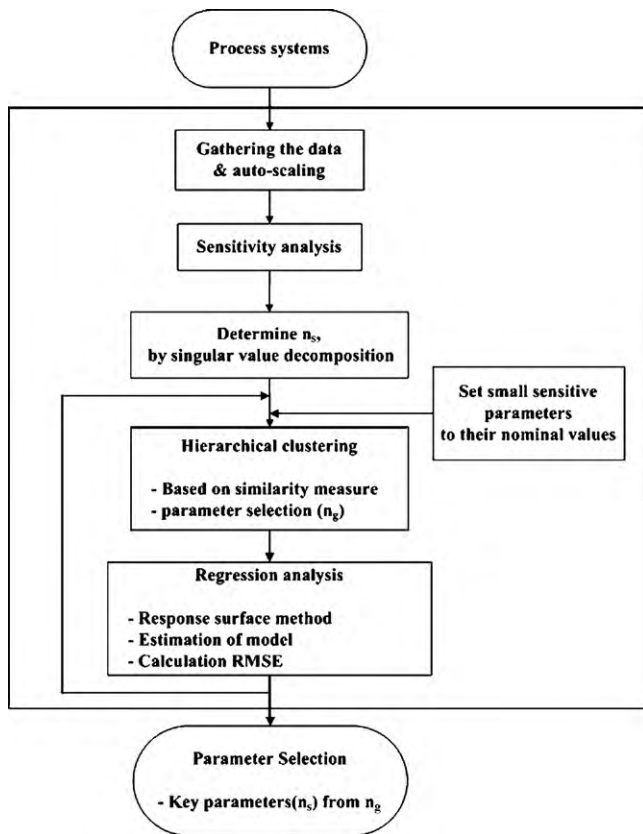 Process systems
Gathering the data
& auto-scaling
Sensitivity analysis
Determine nₛ,
by singular value decomposition
Set small sensitive
parameters
to their nominal values
Hierarchical clustering
- Based on similarity measure
- parameter selection (n_g)
Regression analysis
- Response surface method
- Estimation of model
- Calculation RMSE
Parameter Selection
- Key parameters(nₛ) from n_g